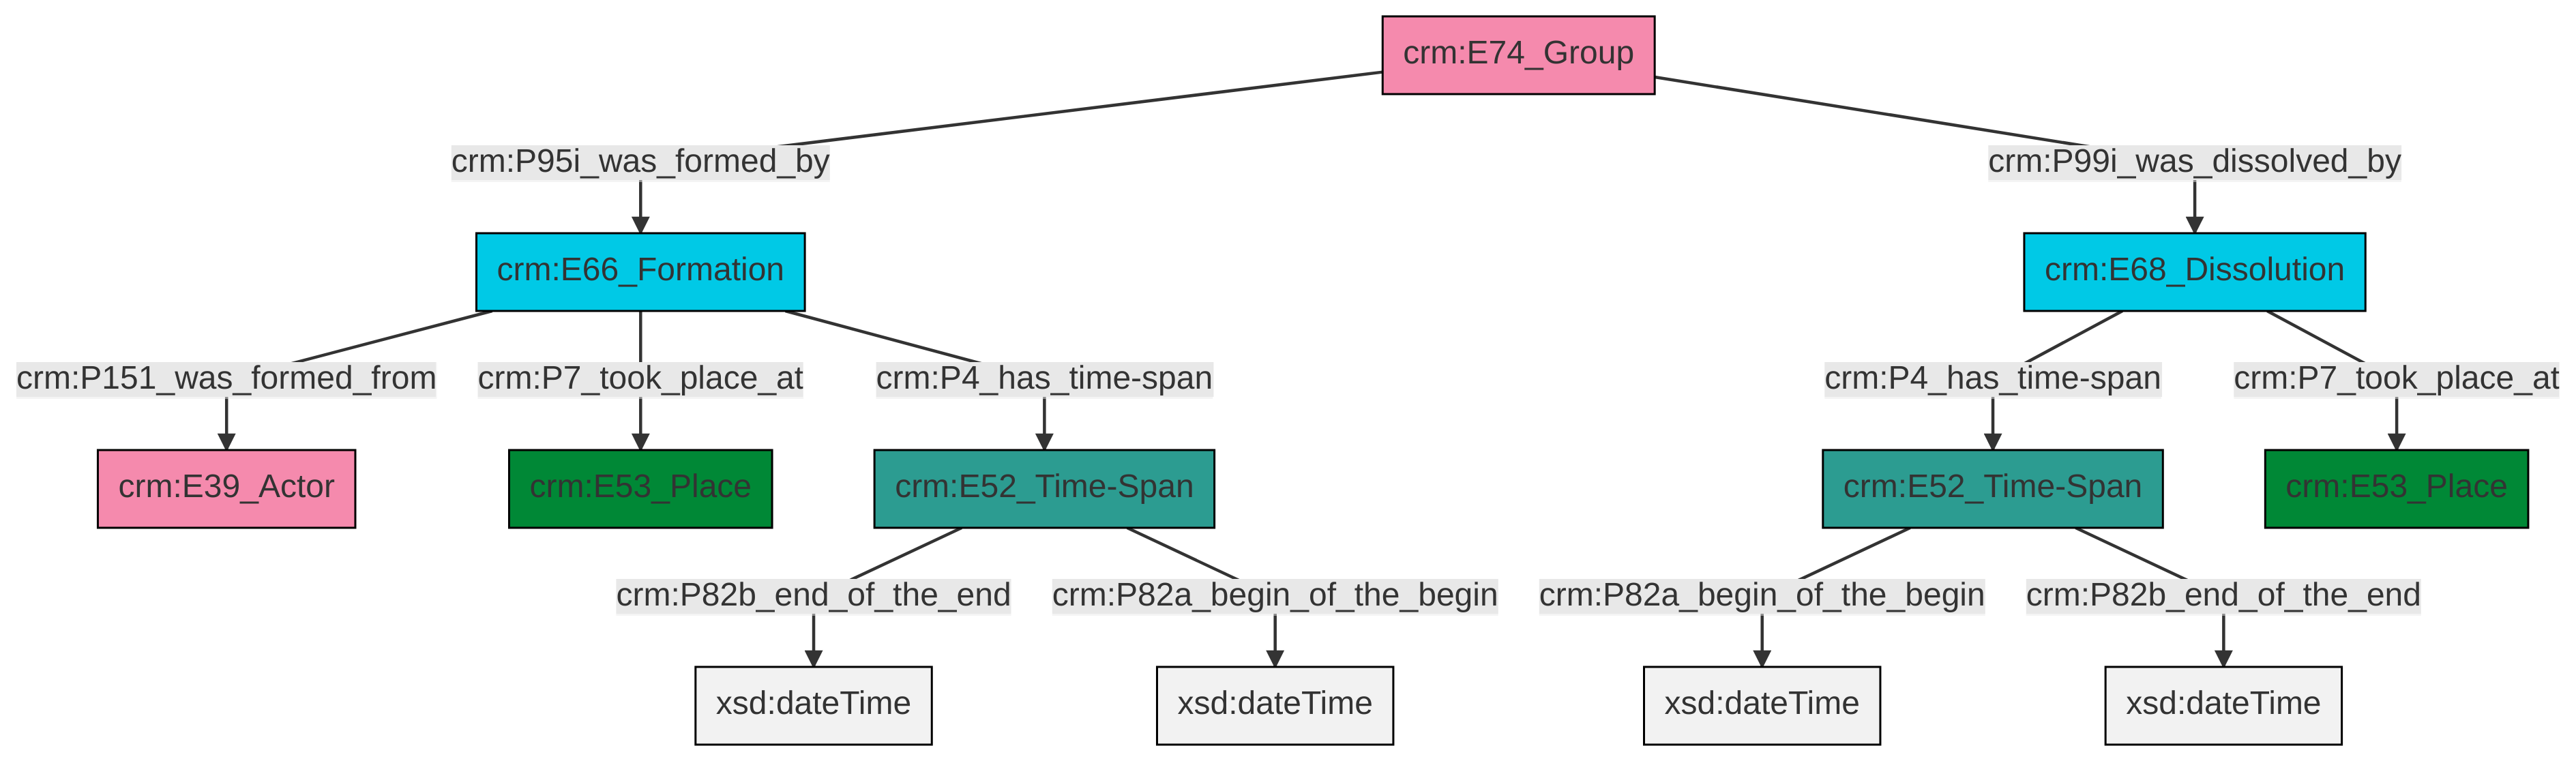 crm:E74_Group
crm:P95i_was_formed_by
crm:P99i_was_dissolved_by
crm:E66_Formation
crm:E68_Dissolution
crm:P151_was_formed_from
crm:P7_took_place_at
crm:P4_has_time-span
crm:P4_has_time-span
crm:P7_took_place_at
crm:E39_Actor
crm:E53_Place
crm:E52_Time-Span
crm:E52_Time-Span
crm:E53_Place
crm:P82b_end_of_the_end
crm:P82a_begin_of_the_begin
crm:P82a_begin_of_the_begin
crm:P82b_end_of_the_end
xsd:dateTime
xsd:dateTime
xsd:dateTime
xsd:dateTime